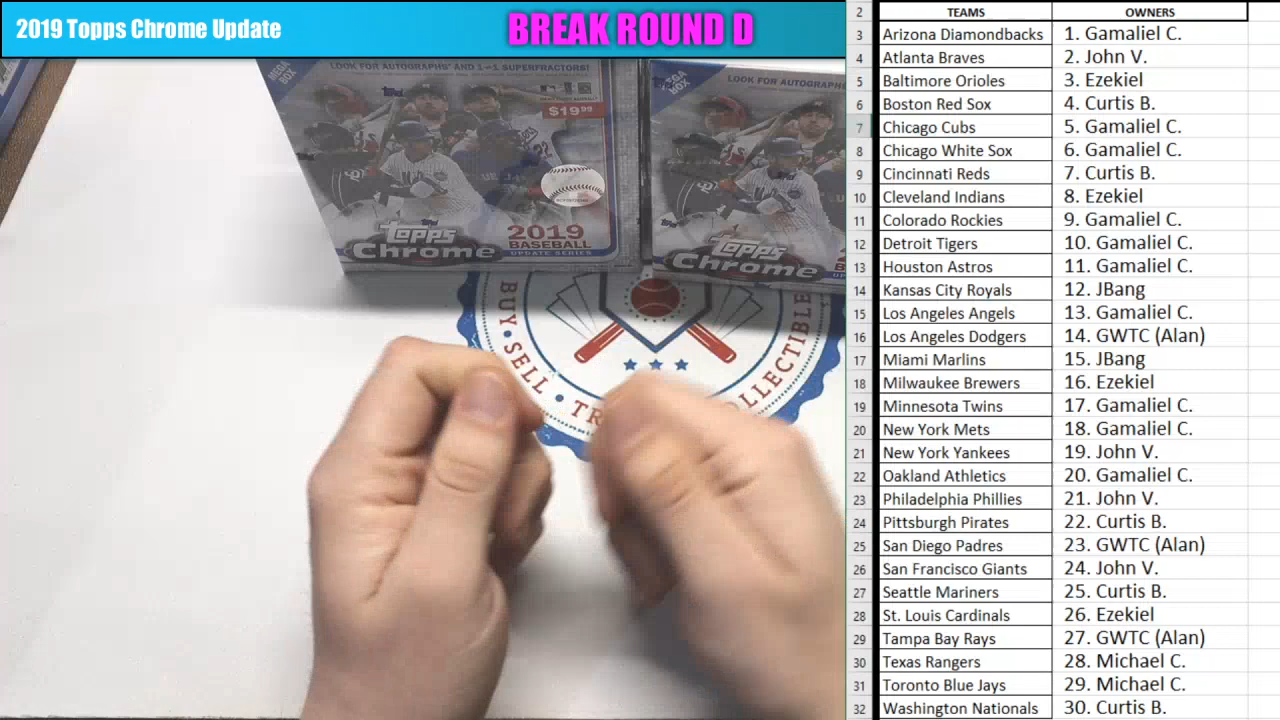 2019 Topps Chrome Update
BREAK ROUND D
LOOK FOR AUTOGRAPHS AND 1 of 1 SUPERFRACTORS!
MEGA BOX
topps
$19.99
22
Topps Chrome
2019
BASEBALL
UPDATE SERIES
LOOK FOR AUTOGRAPHS
MEGA BOX
topps
Topps Chrome
BUY • SELL • TR
COLLECTIBLE
2 TEAMS OWNERS
3 Arizona Diamondbacks 1. Gamaliel C.
4 Atlanta Braves 2. John V.
5 Baltimore Orioles 3. Ezekiel
6 Boston Red Sox 4. Curtis B.
7 Chicago Cubs 5. Gamaliel C.
8 Chicago White Sox 6. Gamaliel C.
9 Cincinnati Reds 7. Curtis B.
10 Cleveland Indians 8. Ezekiel
11 Colorado Rockies 9. Gamaliel C.
12 Detroit Tigers 10. Gamaliel C.
13 Houston Astros 11. Gamaliel C.
14 Kansas City Royals 12. JBang
15 Los Angeles Angels 13. Gamaliel C.
16 Los Angeles Dodgers 14. GWTC (Alan)
17 Miami Marlins 15. JBang
18 Milwaukee Brewers 16. Ezekiel
19 Minnesota Twins 17. Gamaliel C.
20 New York Mets 18. Gamaliel C.
21 New York Yankees 19. John V.
22 Oakland Athletics 20. Gamaliel C.
23 Philadelphia Phillies 21. John V.
24 Pittsburgh Pirates 22. Curtis B.
25 San Diego Padres 23. GWTC (Alan)
26 San Francisco Giants 24. John V.
27 Seattle Mariners 25. Curtis B.
28 St. Louis Cardinals 26. Ezekiel
29 Tampa Bay Rays 27. GWTC (Alan)
30 Texas Rangers 28. Michael C.
31 Toronto Blue Jays 29. Michael C.
32 Washington Nationals 30. Curtis B.